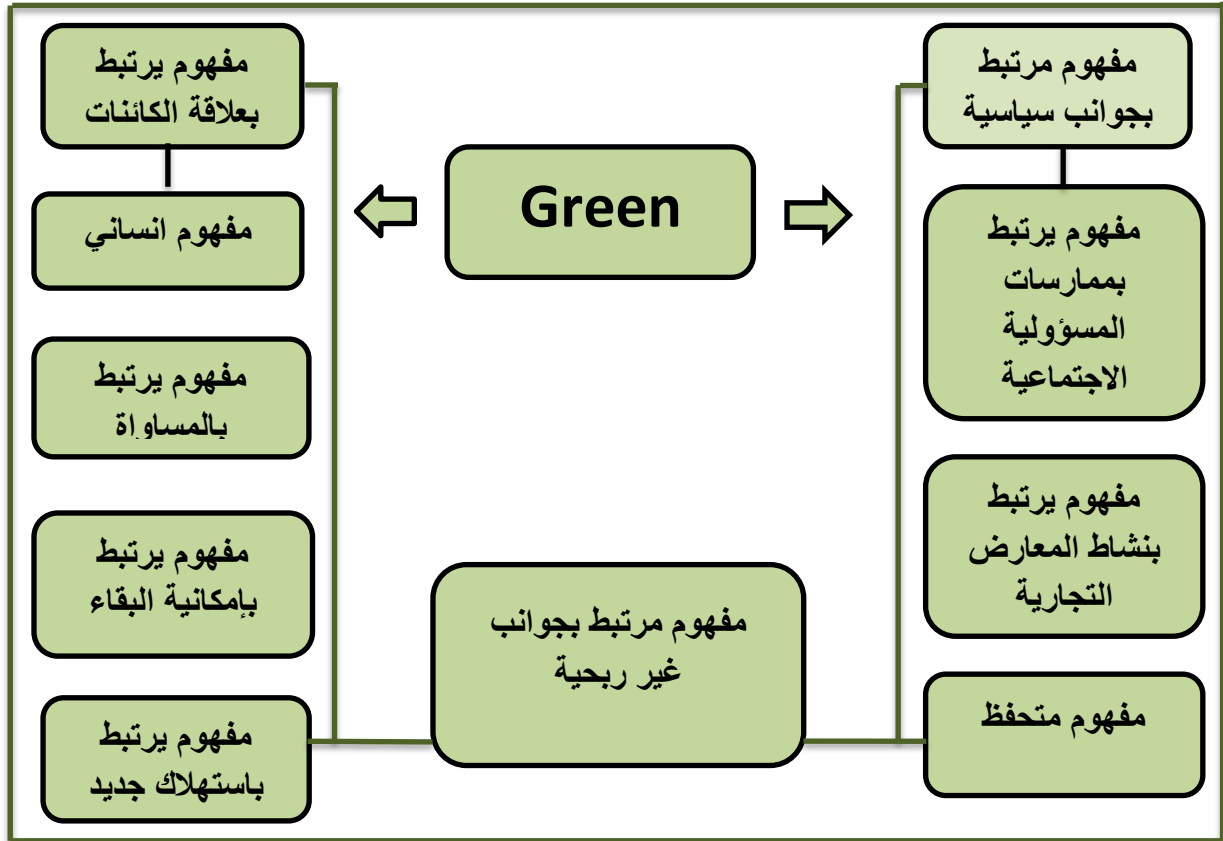 مفهوم مرتبط
بجوانب سياسية
مفهوم يرتبط
بعلاقة الكائنات
Green
مفهوم يرتبط
بممارسات
المسؤولية
الاجتماعية
مفهوم انساني
مفهوم يرتبط
بالمساواة
مفهوم يرتبط
بنشاط المعارض
التجارية
مفهوم يرتبط
بإمكانية البقاء
مفهوم مرتبط بجوانب
غير ربحية
مفهوم متحفظ
مفهوم يرتبط
باستهلاك جديد